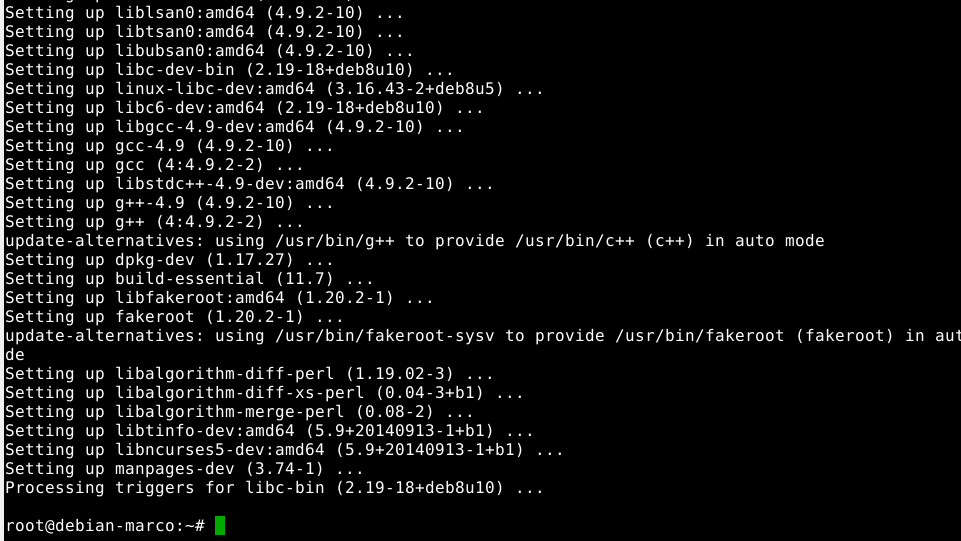 Setting up liblsan0:amd64 (4.9.2-10) ...
Setting up libtsan0:amd64 (4.9.2-10) ...
Setting up libubsan0:amd64 (4.9.2-10) ...
Setting up libc-dev-bin (2.19-18+deb8u10) ...
Setting up linux-libc-dev:amd64 (3.16.43-2+deb8u5) ...
Setting up libc6-dev:amd64 (2.19-18+deb8u10) ...
Setting up libgcc-4.9-dev:amd64 (4.9.2-10) ...
Setting up gcc-4.9 (4.9.2-10) ...
Setting up gcc (4:4.9.2-2) ...
Setting up libstdc++-4.9-dev:amd64 (4.9.2-10) ...
Setting up g++-4.9 (4.9.2-10) ...
Setting up g++ (4:4.9.2-2) ...
update-alternatives: using /usr/bin/g++ to provide /usr/bin/c++ (c++) in auto mode
Setting up dpkg-dev (1.17.27) ...
Setting up build-essential (11.7) ...
Setting up libfakeroot:amd64 (1.20.2-1) ...
Setting up fakeroot (1.20.2-1) ...
update-alternatives: using /usr/bin/fakeroot-sysv to provide /usr/bin/fakeroot (fakeroot) in aut
de
Setting up libalgorithm-diff-perl (1.19.02-3) ...
Setting up libalgorithm-diff-xs-perl (0.04-3+b1) ...
Setting up libalgorithm-merge-perl (0.08-2) ...
Setting up libtinfo-dev:amd64 (5.9+20140913-1+b1) ...
Setting up libncurses5-dev:amd64 (5.9+20140913-1+b1) ...
Setting up manpages-dev (3.74-1) ...
Processing triggers for libc-bin (2.19-18+deb8u10) ...
root@debian-marco:~#